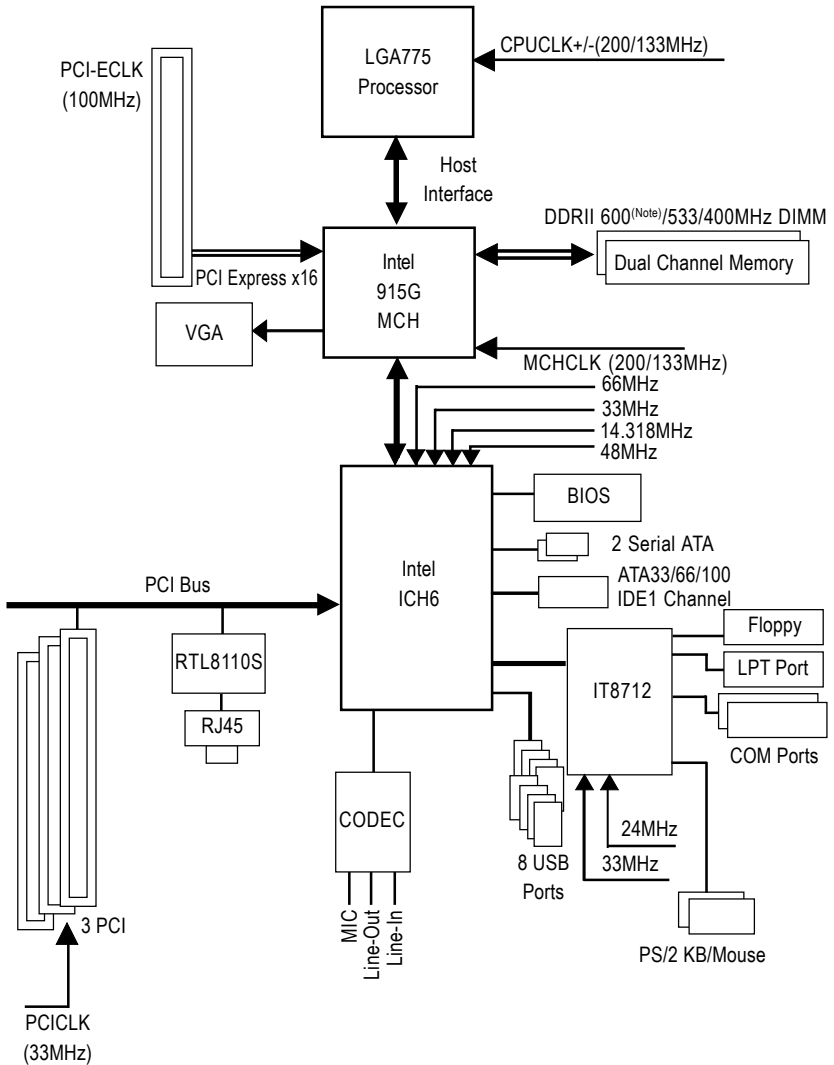 CPUCLK+/-(200/133MHz)
LGA775
Processor
PCI-ECLK
(100MHz)
Host
Interface
DDRII 600(Note)/533/400MHz DIMM
Dual Channel Memory
Intel
915G
MCH
PCI Express x16
VGA
MCHCLK (200/133MHz)
66MHz
33MHz
14.318MHz
48MHz
BIOS
2 Serial ATA
Intel
ICH6
ATA33/66/100
IDE1 Channel
PCI Bus
Floppy
RTL8110S
LPT Port
IT8712
RJ45
COM Ports
CODEC
24MHz
33MHz
8 USB
Ports
MIC
Line-Out
Line-In
3 PCI
PS/2 KB/Mouse
PCICLK
(33MHz)